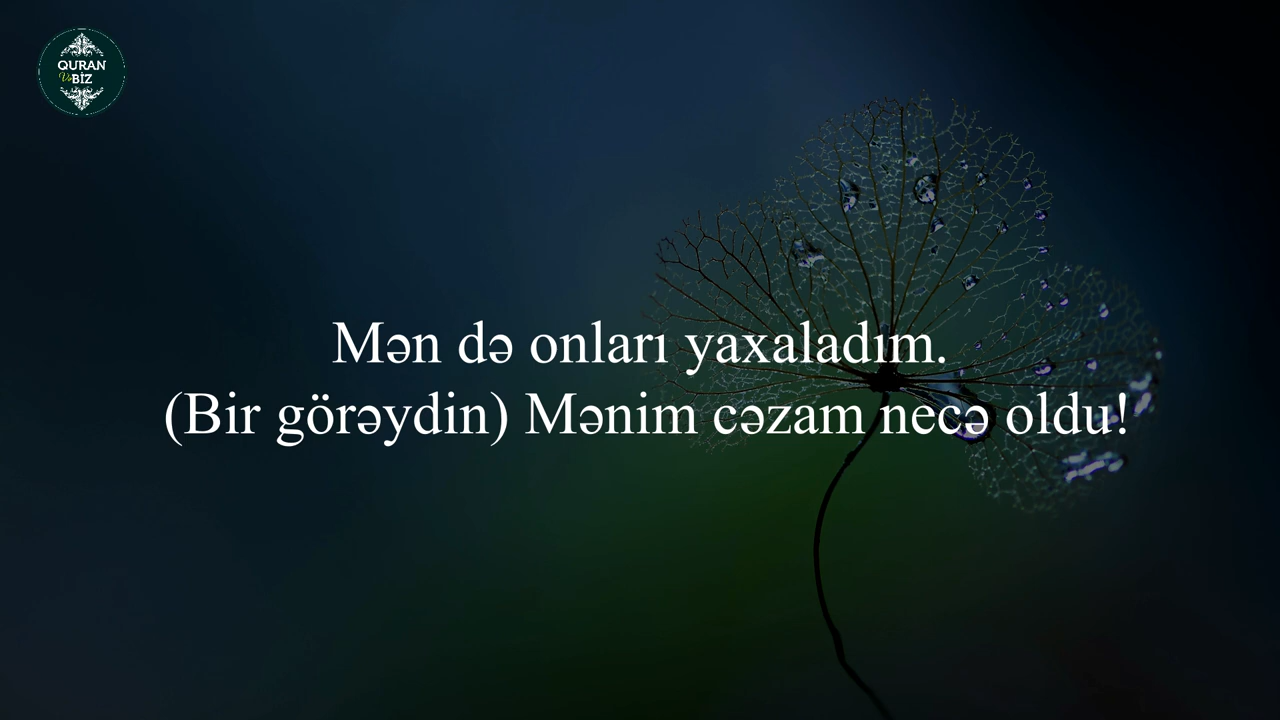 QURAN
Və BİZ
Mən də onları yaxaladım.
(Bir görəydin) Mənim cəzam necə oldu!